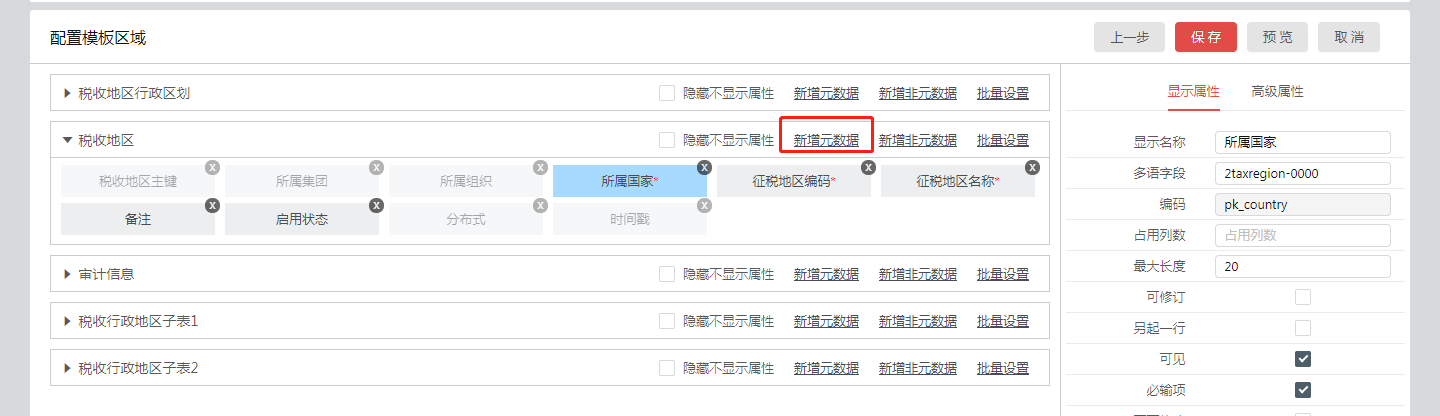 配置模板区域
上一步 保存 预览 取消
税收地区行政区划 隐藏不显示属性 新增元数据 新增非元数据 批量设置
税收地区 隐藏不显示属性 新增元数据 新增非元数据 批量设置
税收地区主键 x 所属集团 x 所属组织 x 所属国家* x 征税地区编码* x 征税地区名称* x
备注 x 启用状态 x 分布式 x 时间戳 x
审计信息 隐藏不显示属性 新增元数据 新增非元数据 批量设置
税收行政地区子表1 隐藏不显示属性 新增元数据 新增非元数据 批量设置
税收行政地区子表2 隐藏不显示属性 新增元数据 新增非元数据 批量设置
显示属性 高级属性
显示名称 所属国家
多语字段 2taxregion-0000
编码 pk_country
占用列数 占用列数
最大长度 20
可修订
另起一行
可见
必输项